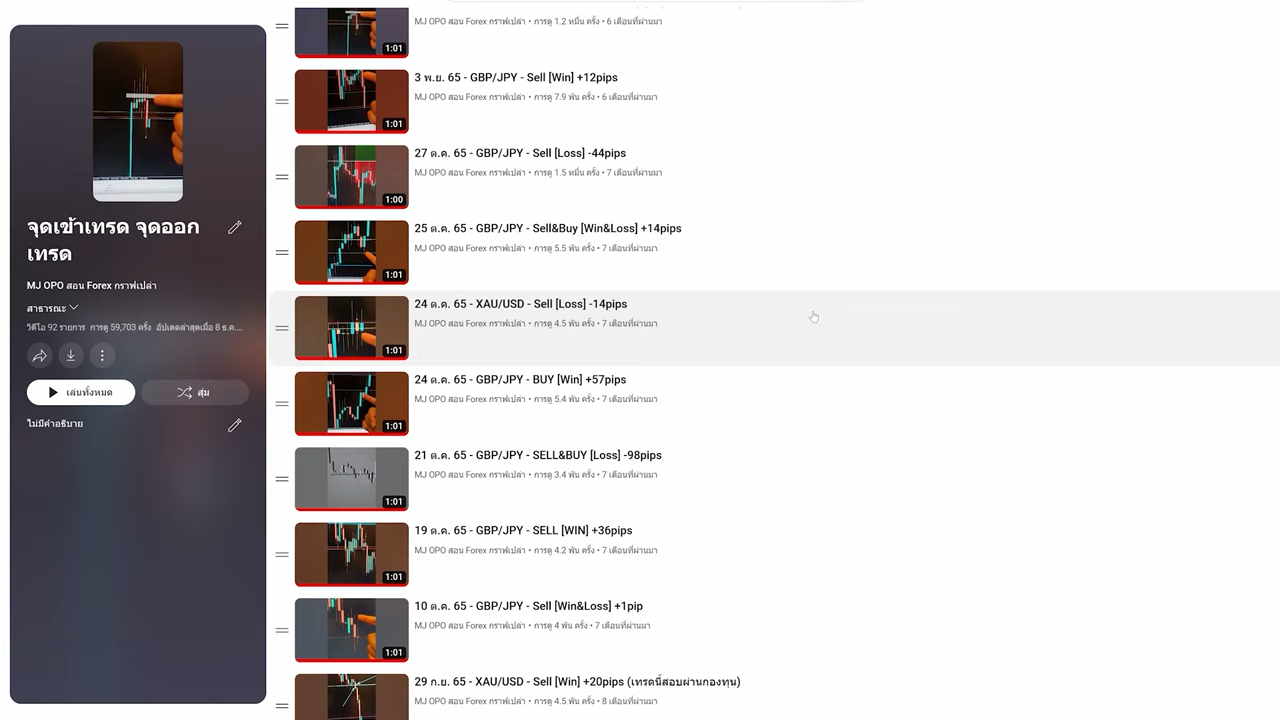 จุดเข้าเทรด จุดออก
เทรด
MJ OPO สอน Forex กราฟเปล่า
สาธารณะ
วิดีโอ 92 รายการ การดู 59,703 ครั้ง อัปเดตล่าสุดเมื่อ 8 ธ.ค....
เล่นทั้งหมด
สุ่ม
ไม่มีคำอธิบาย
MJ OPO สอน Forex กราฟเปล่า • การดู 1.2 หมื่น ครั้ง • 6 เดือนที่ผ่านมา
1:01
3 พ.ย. 65 - GBP/JPY - Sell [Win] +12pips
MJ OPO สอน Forex กราฟเปล่า • การดู 7.9 พัน ครั้ง • 6 เดือนที่ผ่านมา
1:01
27 ต.ค. 65 - GBP/JPY - Sell [Loss] -44pips
MJ OPO สอน Forex กราฟเปล่า • การดู 1.5 หมื่น ครั้ง • 7 เดือนที่ผ่านมา
1:00
25 ต.ค. 65 - GBP/JPY - Sell&Buy [Win&Loss] +14pips
MJ OPO สอน Forex กราฟเปล่า • การดู 5.5 พัน ครั้ง • 7 เดือนที่ผ่านมา
1:01
24 ต.ค. 65 - XAU/USD - Sell [Loss] -14pips
MJ OPO สอน Forex กราฟเปล่า • การดู 4.5 พัน ครั้ง • 7 เดือนที่ผ่านมา
1:01
24 ต.ค. 65 - GBP/JPY - BUY [Win] +57pips
MJ OPO สอน Forex กราฟเปล่า • การดู 5.4 พัน ครั้ง • 7 เดือนที่ผ่านมา
1:01
21 ต.ค. 65 - GBP/JPY - SELL&BUY [Loss] -98pips
MJ OPO สอน Forex กราฟเปล่า • การดู 3.4 พัน ครั้ง • 7 เดือนที่ผ่านมา
1:01
19 ต.ค. 65 - GBP/JPY - SELL [WIN] +36pips
MJ OPO สอน Forex กราฟเปล่า • การดู 4.2 พัน ครั้ง • 7 เดือนที่ผ่านมา
1:01
10 ต.ค. 65 - GBP/JPY - Sell [Win&Loss] +1pip
MJ OPO สอน Forex กราฟเปล่า • การดู 4 พัน ครั้ง • 7 เดือนที่ผ่านมา
1:01
29 ก.ย. 65 - XAU/USD - Sell [Win] +20pips (เทรดนี้สอบผ่านกองทุน)
MJ OPO สอน Forex กราฟเปล่า • การดู 4.5 พัน ครั้ง • 8 เดือนที่ผ่านมา